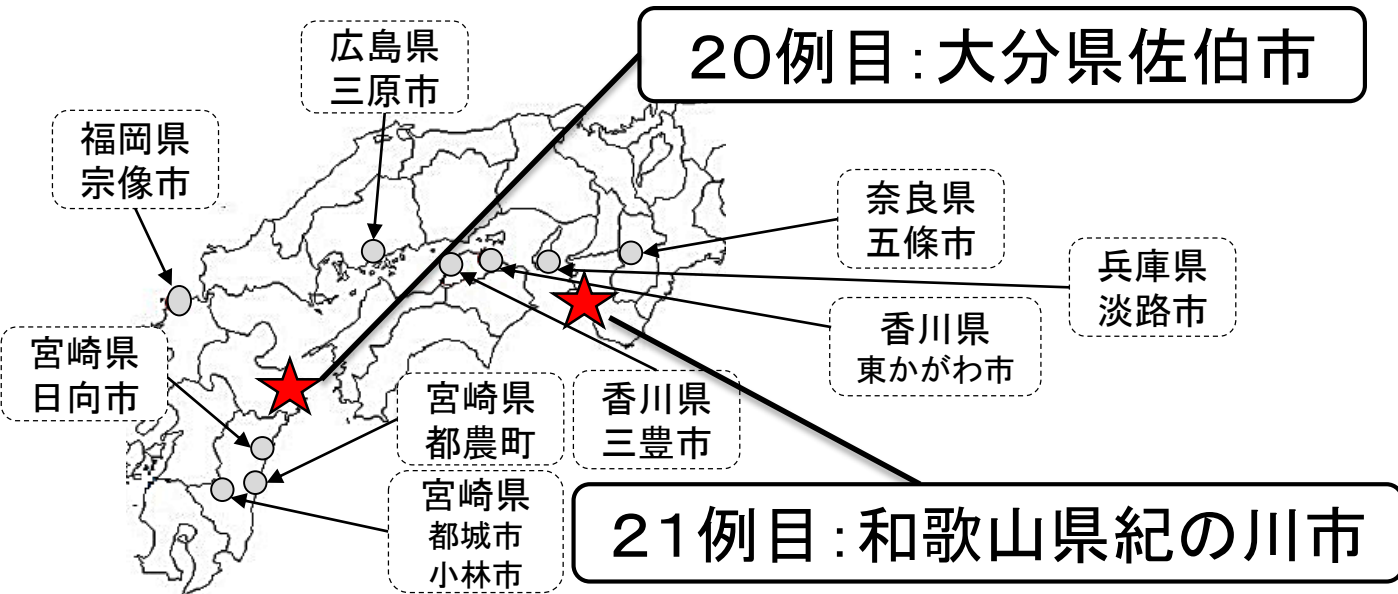 20例目:大分県佐伯市
広島県
三原市
福岡県
宗像市
奈良県
五條市
兵庫県
淡路市
香川県
東かがわ市
宮崎県
日向市
宮崎県
都農町
香川県
三豊市
宮崎県
都城市
小林市
21例目:和歌山県紀の川市